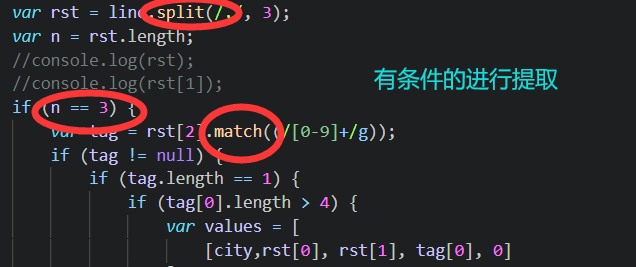 var rst = line.split(/,/, 3);
var n = rst.length;
//console.log(rst);
//console.log(rst[1]);
有条件的进行提取
if (n == 3) {
var tag = rst[2].match((/[0-9]+/g));
if (tag != null) {
if (tag.length == 1) {
if (tag[0].length > 4) {
var values = [
[city,rst[0], rst[1], tag[0], 0]